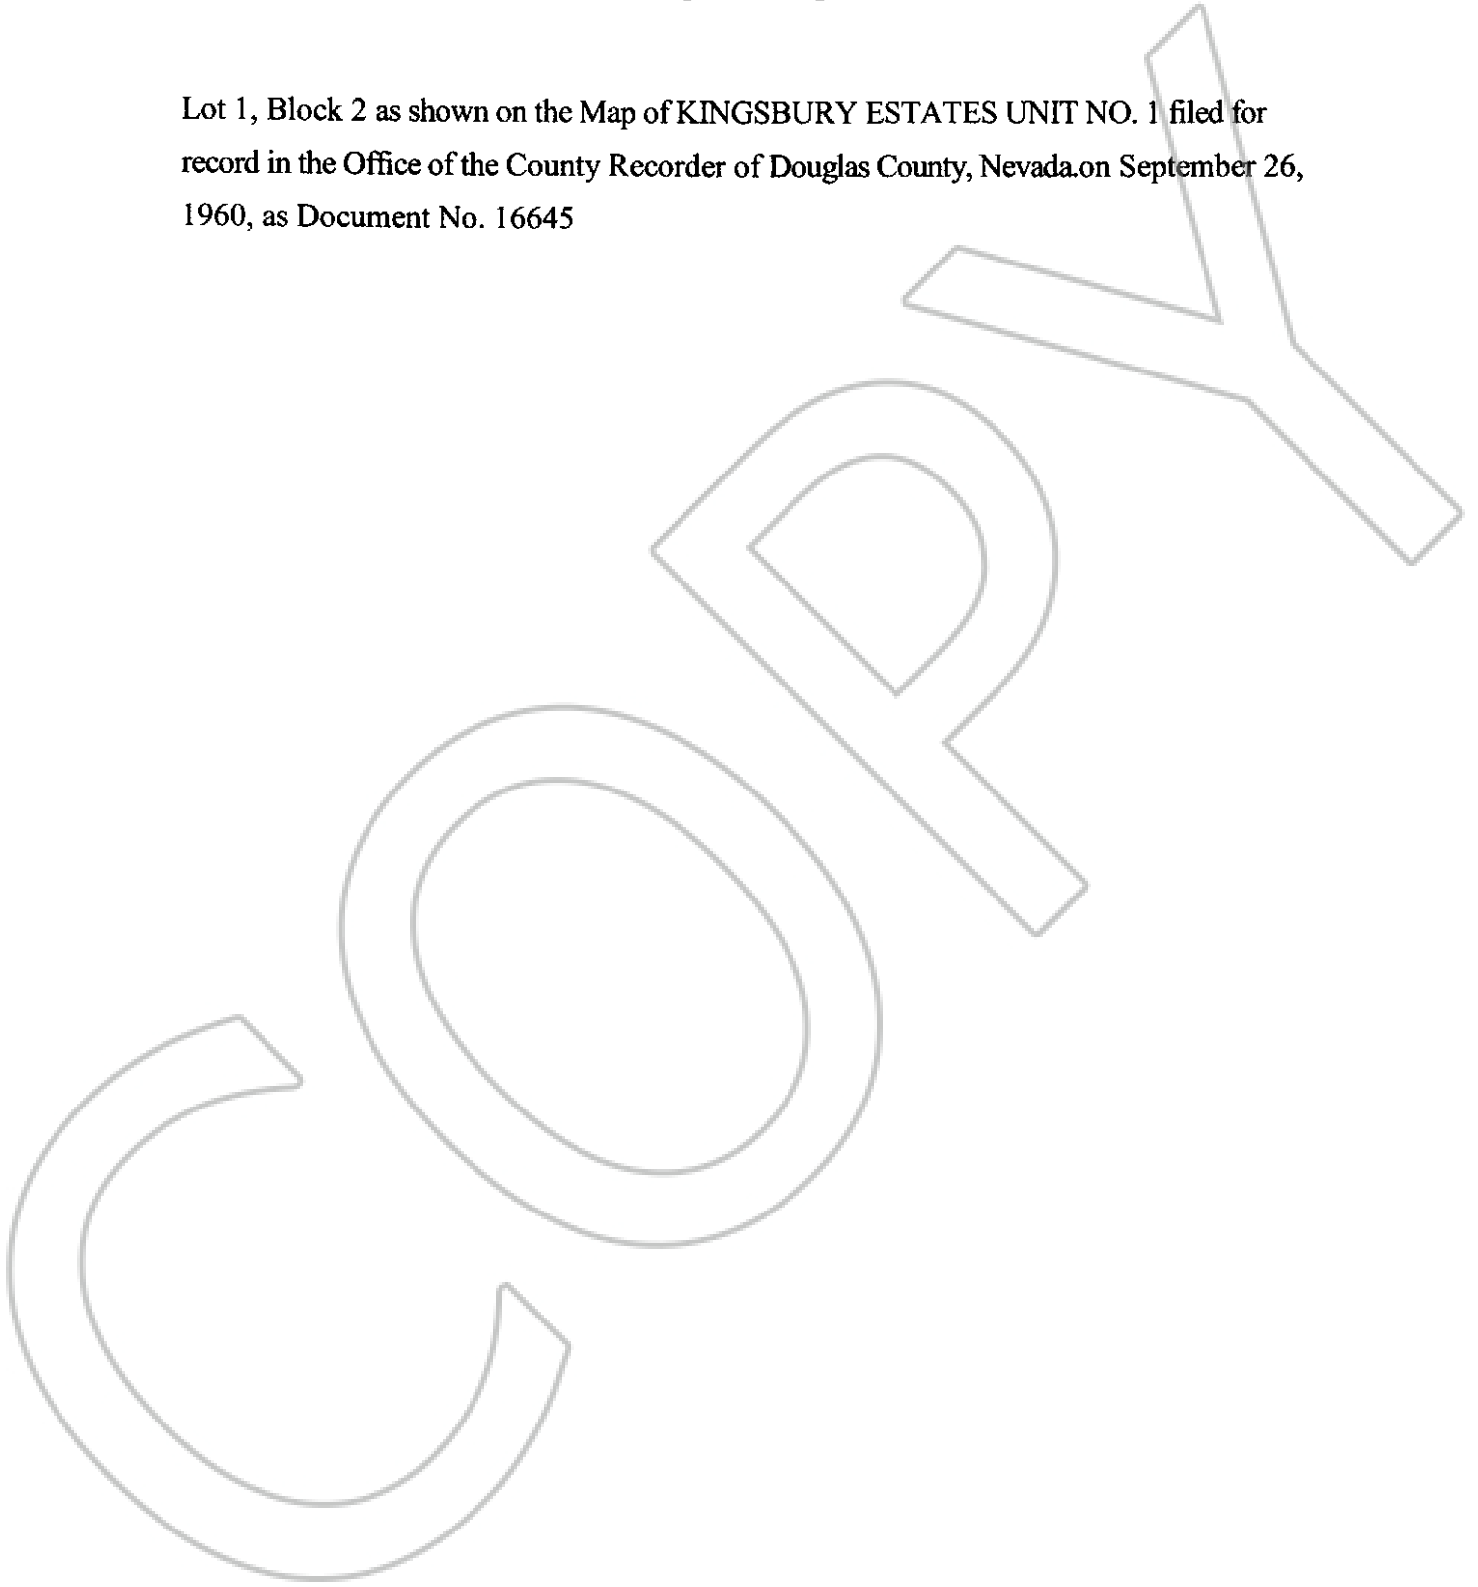 Lot 1, Block 2 as shown on the Map of KINGSBURY ESTATES UNIT NO. 1 filed for
record in the Office of the County Recorder of Douglas County, Nevada.on September 26,
1960, as Document No. 16645
COPY